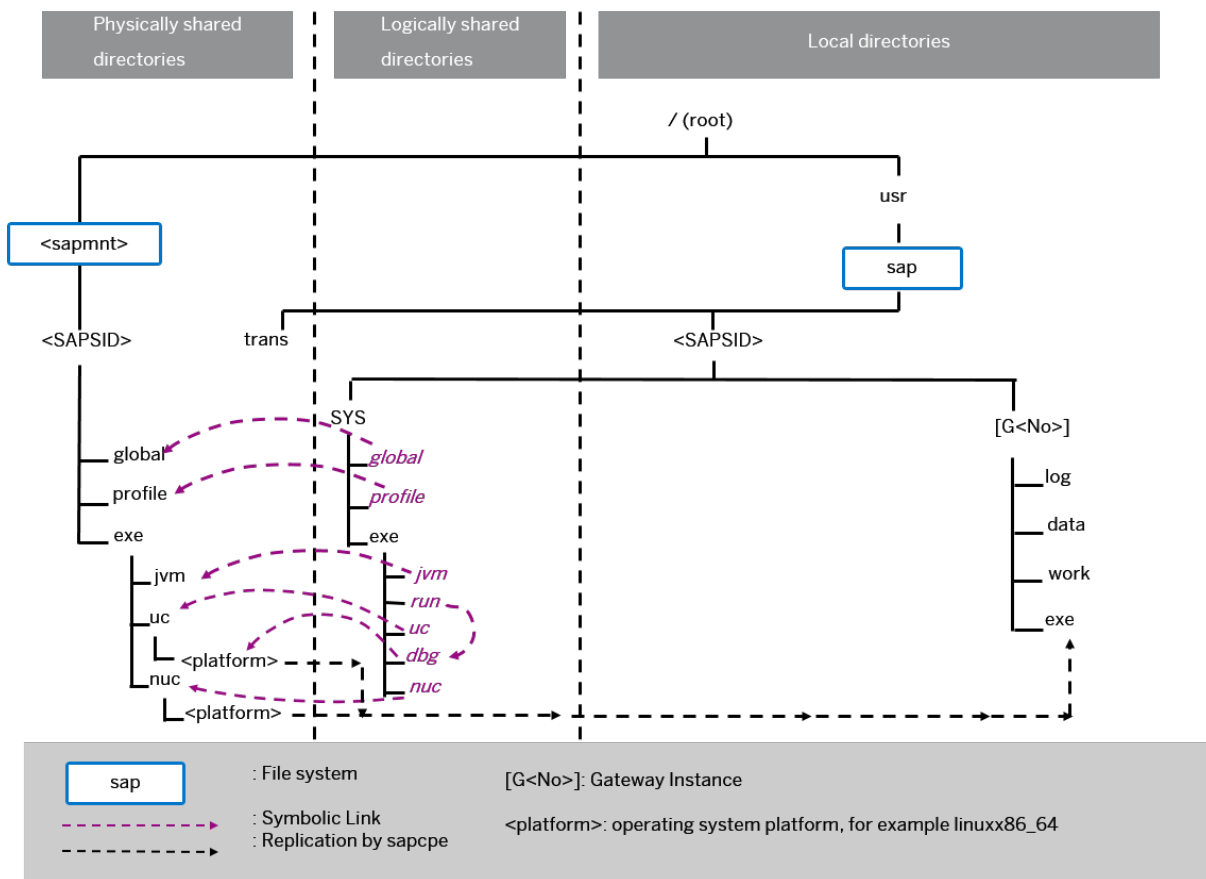 Physically shared
directories
Logically shared
directories
Local directories
/ (root)
usr
<sapmnt>
sap
<SAPSID>
trans
<SAPSID>
SYS
[G<No>]
global
profile
exe
jvm
uc
<platform>
nuc
<platform>
global
profile
exe
jvm
run
uc
dbg
nuc
log
data
work
exe
sap
: File system
[G<No>]: Gateway Instance
: Symbolic Link
: Replication by sapcpe
<platform>: operating system platform, for example linuxx86_64